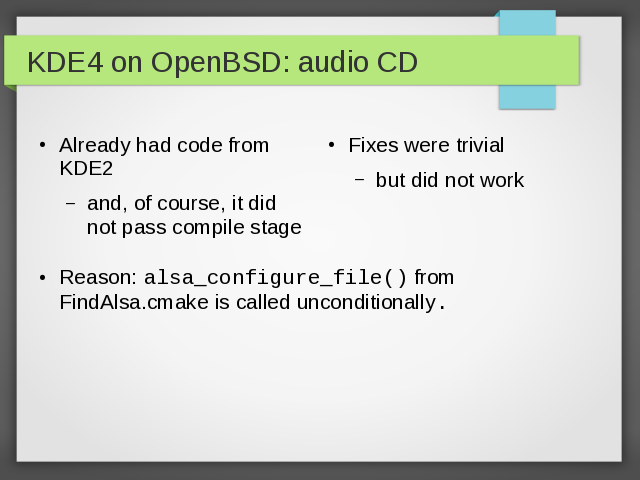 KDE4 on OpenBSD: audio CD
• Already had code from
KDE2
– and, of course, it did
not pass compile stage
• Fixes were trivial
– but did not work
• Reason: alsa_configure_file() from
FindAlsa.cmake is called unconditionally.